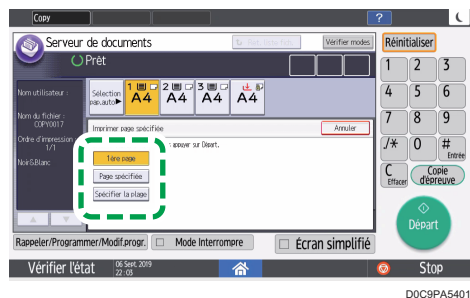 Copy
?
Serveur de documents
Vérifier modes
Réinitialiser
Prêt
Nom utilisateur :
Nom du fichier :
COPY0017
Ordre d'impression :
1/1
Noir&Blanc
Sélection
pap.auto▶
1
A4
2
A4
3
A4
A4
Imprimer page spécifiée
Annuler
: appuyer sur Départ.
1ère page
Page spécifiée
Spécifier la plage
1 2 3
4 5 6
7 8 9
./* 0 #
Entrée
C
Effacer
Copie
d'épreuve
Départ
Rappeler/Programmer/Modif.progr.
Mode Interrompre
Écran simplifié
Vérifier l'état
06 Sept. 2019
22 : 03
Stop
D0C9PA5401